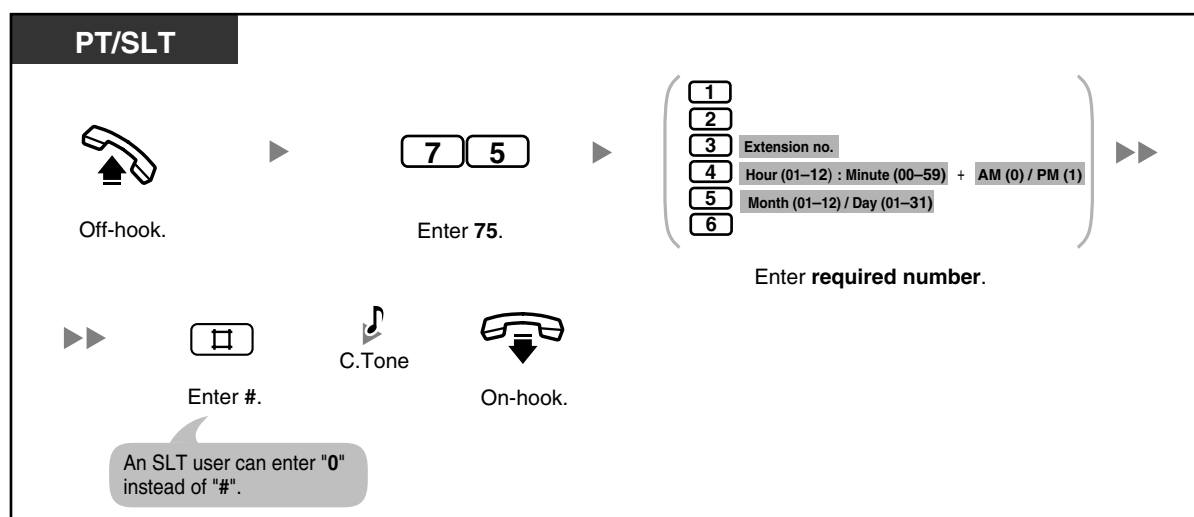 PT/SLT
7 5
1
2
3 Extension no.
4 Hour (01–12) : Minute (00–59) + AM (0) / PM (1)
5 Month (01–12) / Day (01–31)
6
Off-hook.
Enter 75.
Enter required number.
#
C.Tone
Enter #.
On-hook.
An SLT user can enter "0"
instead of "#".